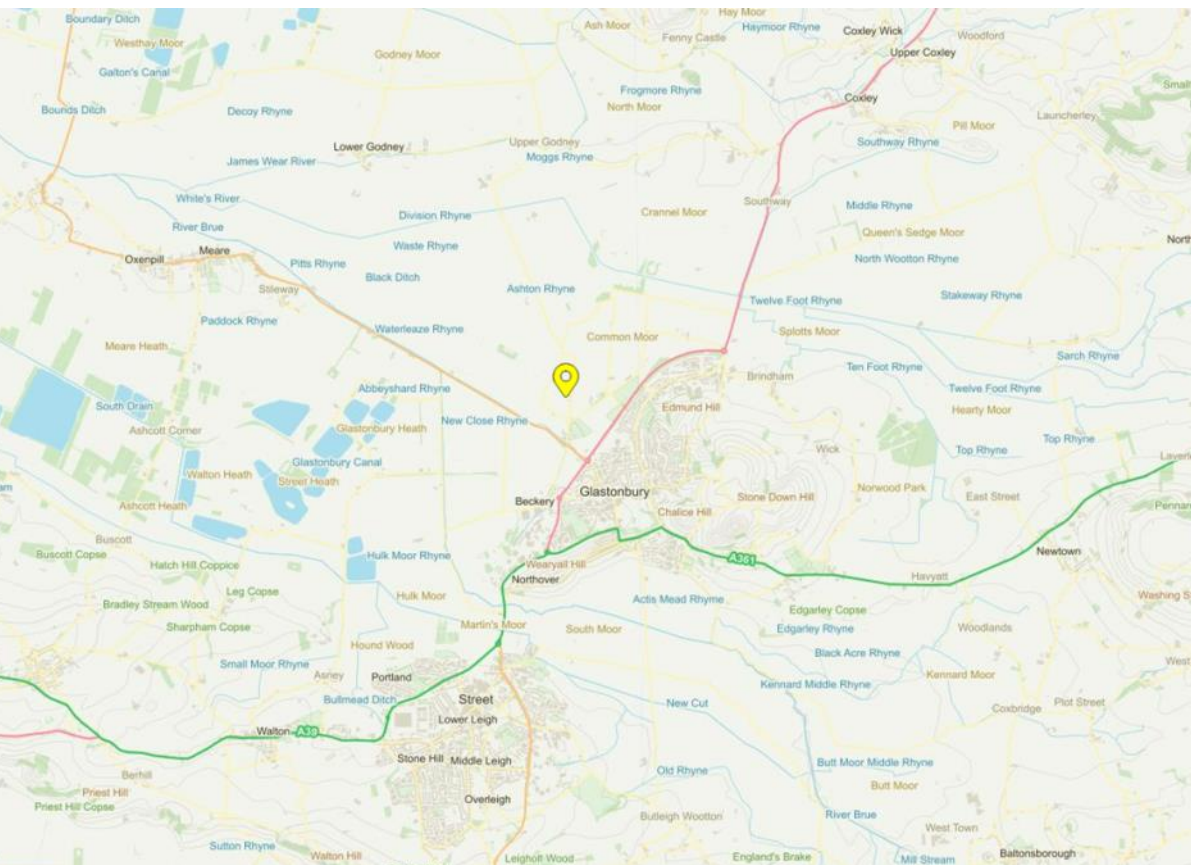 Boundary Ditch
Westhay Moor
Galton's Canal
Bounds Ditch
Decoy Rhyne
Godney Moor
Ash Moor
Hay Moor
Fenny Castle
Haymoor Rhyne
Coxley Wick
Woodford
Upper Coxley
Frogmore Rhyne
North Moor
Coxley
Launcherley
Pill Moor
Lower Godney
Upper Godney
Moggs Rhyne
Southway Rhyne
James Wear River
White's River
River Brue
Division Rhyne
Crannel Moor
Southway
Middle Rhyne
Queen's Sedge Moor
Oxenpill
Meare
Pitts Rhyne
Waste Rhyne
North Wootton Rhyne
Black Ditch
Stileway
Ashton Rhyne
Twelve Foot Rhyne
Stakeway Rhyne
Paddock Rhyne
Waterleaze Rhyne
Common Moor
Splotts Moor
Meare Heath
Sarch Rhyne
Ten Foot Rhyne
Brindham
Abbeyshard Rhyne
Twelve Foot Rhyne
South Drain
New Close Rhyne
Edmund Hill
Hearty Moor
Ashcott Corner
Glastonbury Heath
Top Rhyne
Wick
Top Rhyne
Glastonbury Canal
Walton Heath
Street Heath
Norwood Park
Glastonbury
Stone Down Hill
East Street
Beckery
Ashcott Heath
Chalice Hill
Buscott
Buscott Copse
Hatch Hill Coppice
Hulk Moor Rhyne
Wearyall Hill
A361
Newtown
Northover
Havyatt
Leg Copse
Hulk Moor
Bradley Stream Wood
Actis Mead Rhyme
Edgarley Copse
Sharpham Copse
Martin's Moor
South Moor
Edgarley Rhyne
Woodlands
Hound Wood
Black Acre Rhyne
Small Moor Rhyne
Asney
Portland
Kennard Moor
Kennard Middle Rhyne
Bullmead Ditch
Street
New Cut
Plot Street
Coxbridge
Lower Leigh
Walton
A39
Stone Hill
Middle Leigh
Butt Moor Middle Rhyne
Old Rhyne
Berhill
Butt Moor
Priest Hill
Priest Hill Copse
Overleigh
Butleigh Wootton
River Brue
West Town
Sutton Rhyne
Walton Hill
Leigholt Wood
England's Brake
Mill Stream
Baltonsborough